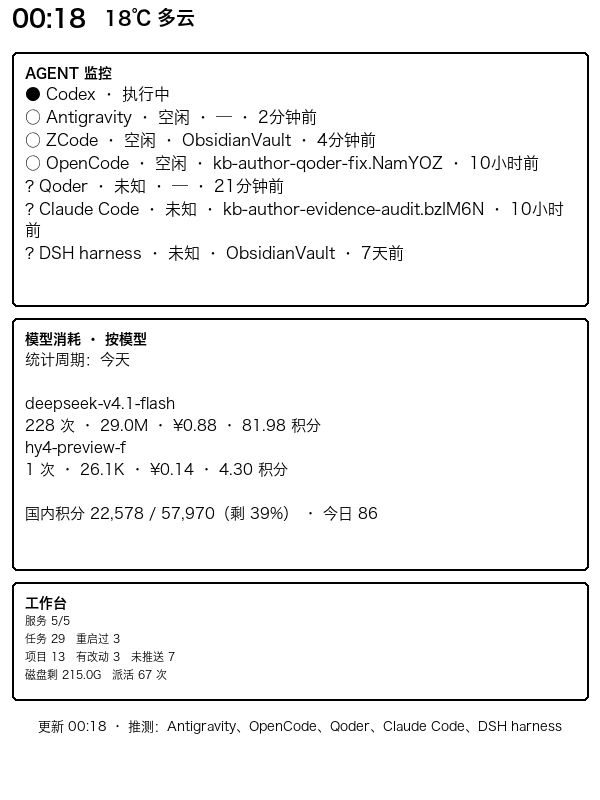 00:18 18℃ 多云
AGENT 监控
● Codex · 执行中
○ Antigravity · 空闲 · — · 2分钟前
○ ZCode · 空闲 · ObsidianVault · 4分钟前
○ OpenCode · 空闲 · kb-author-qoder-fix.NamYOZ · 10小时前
? Qoder · 未知 · — · 21分钟前
? Claude Code · 未知 · kb-author-evidence-audit.bzlM6N · 10小时
前
? DSH harness · 未知 · ObsidianVault · 7天前
模型消耗 · 按模型
统计周期：今天
deepseek-v4.1-flash
228 次 · 29.0M · ¥0.88 · 81.98 积分
hy4-preview-f
1 次 · 26.1K · ¥0.14 · 4.30 积分
国内积分 22,578 / 57,970（剩 39%） · 今日 86
工作台
服务 5/5
任务 29 重启过 3
项目 13 有改动 3 未推送 7
磁盘剩 215.0G 派活 67 次
更新 00:18 · 推测：Antigravity、OpenCode、Qoder、Claude Code、DSH harness